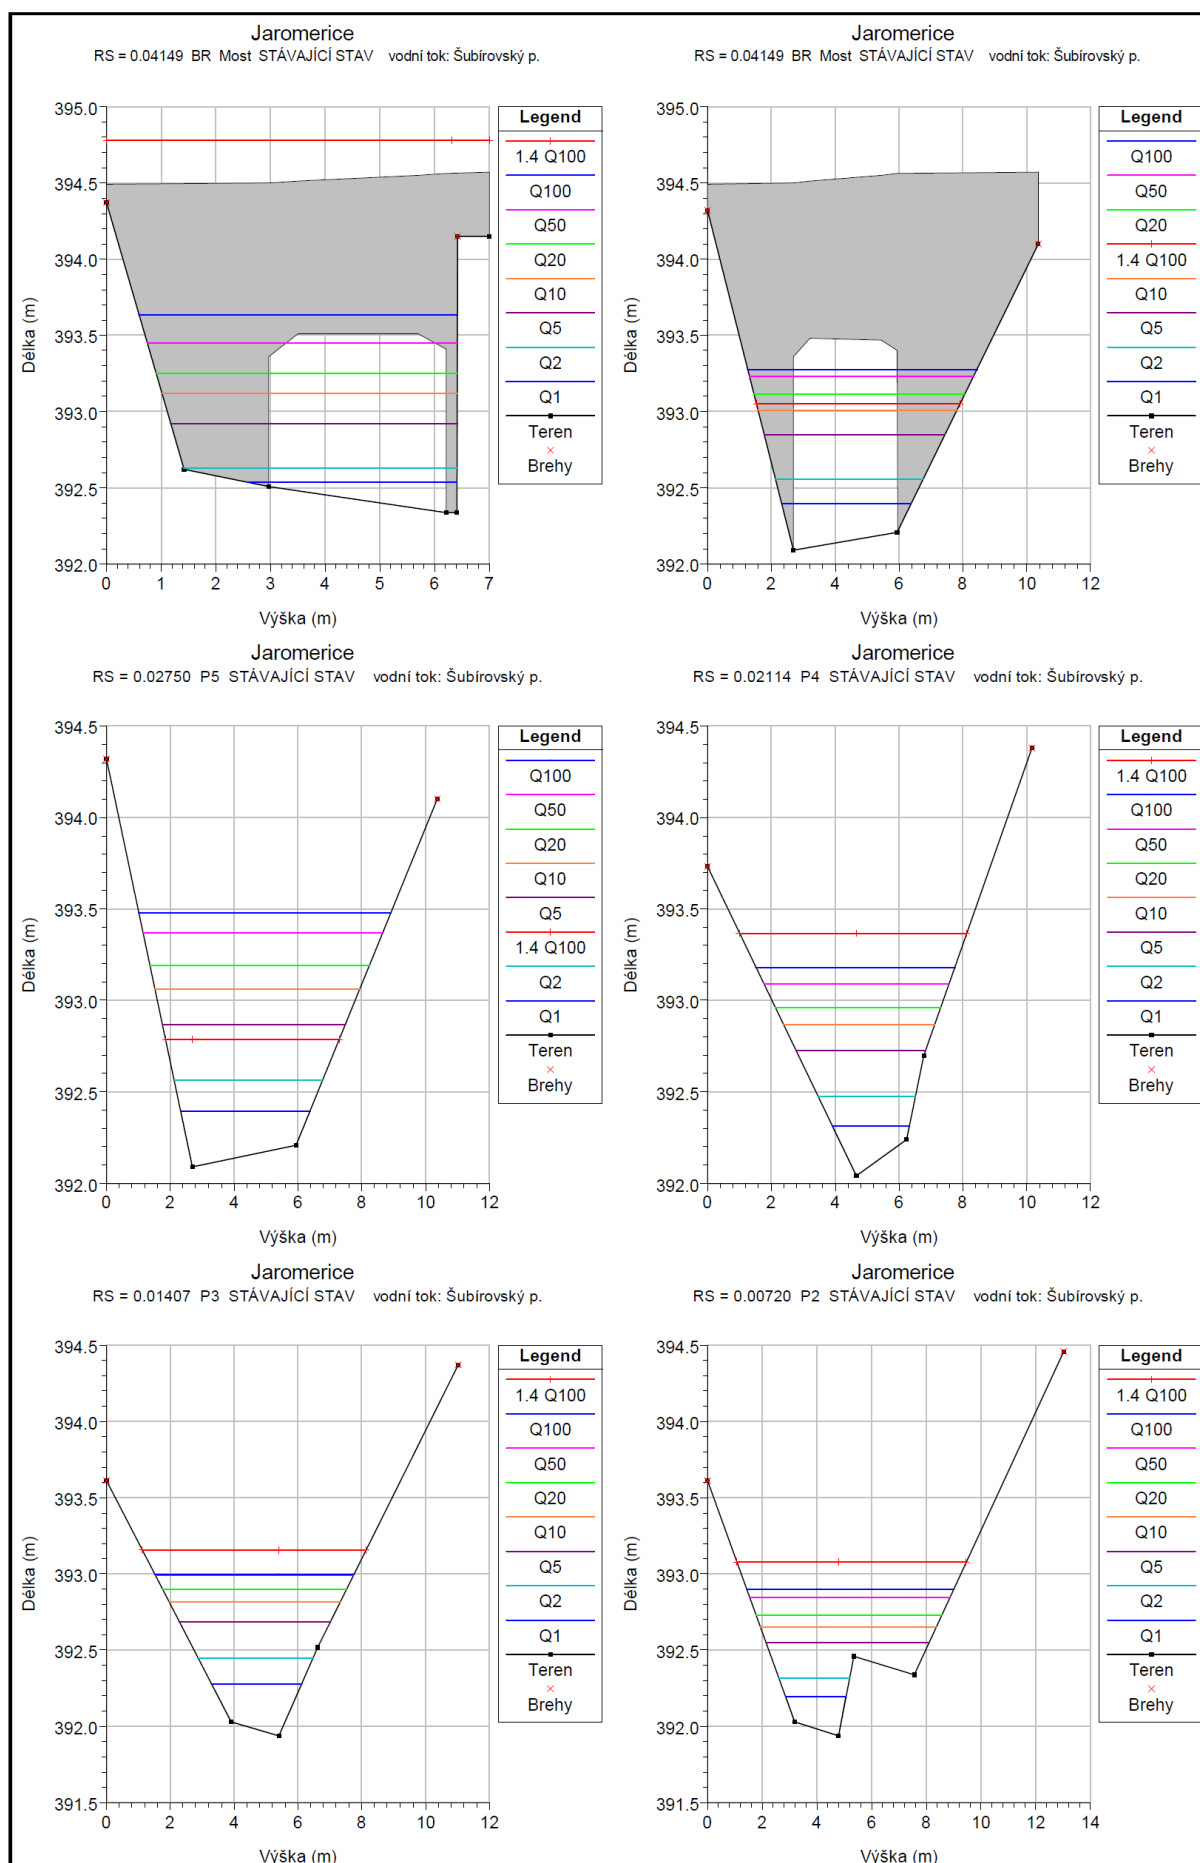 Jaromerice
RS = 0.04149 BR Most STÁVAJÍCÍ STAV vodní tok: Šubírovský p.
395.0
394.5
394.0
393.5
393.0
392.5
392.0
Délka (m)
0 1 2 3 4 5 6 7
Výška (m)
Legend
1.4 Q100
Q100
Q50
Q20
Q10
Q5
Q2
Q1
Teren
Brehy
Jaromerice
RS = 0.04149 BR Most STÁVAJÍCÍ STAV vodní tok: Šubírovský p.
395.0
394.5
394.0
393.5
393.0
392.5
392.0
Délka (m)
0 2 4 6 8 10 12
Výška (m)
Legend
Q100
Q50
Q20
1.4 Q100
Q10
Q5
Q2
Q1
Teren
Brehy
Jaromerice
RS = 0.02750 P5 STÁVAJÍCÍ STAV vodní tok: Šubírovský p.
394.5
394.0
393.5
393.0
392.5
392.0
Délka (m)
0 2 4 6 8 10 12
Výška (m)
Legend
Q100
Q50
Q20
Q10
Q5
1.4 Q100
Q2
Q1
Teren
Brehy
Jaromerice
RS = 0.02114 P4 STÁVAJÍCÍ STAV vodní tok: Šubírovský p.
394.5
394.0
393.5
393.0
392.5
392.0
Délka (m)
0 2 4 6 8 10 12
Výška (m)
Legend
1.4 Q100
Q100
Q50
Q20
Q10
Q5
Q2
Q1
Teren
Brehy
Jaromerice
RS = 0.01407 P3 STÁVAJÍCÍ STAV vodní tok: Šubírovský p.
394.5
394.0
393.5
393.0
392.5
392.0
391.5
Délka (m)
0 2 4 6 8 10 12
Výška (m)
Legend
1.4 Q100
Q100
Q50
Q20
Q10
Q5
Q2
Q1
Teren
Brehy
Jaromerice
RS = 0.00720 P2 STÁVAJÍCÍ STAV vodní tok: Šubírovský p.
394.5
394.0
393.5
393.0
392.5
392.0
391.5
Délka (m)
0 2 4 6 8 10 12 14
Výška (m)
Legend
1.4 Q100
Q100
Q50
Q20
Q10
Q5
Q2
Q1
Teren
Brehy